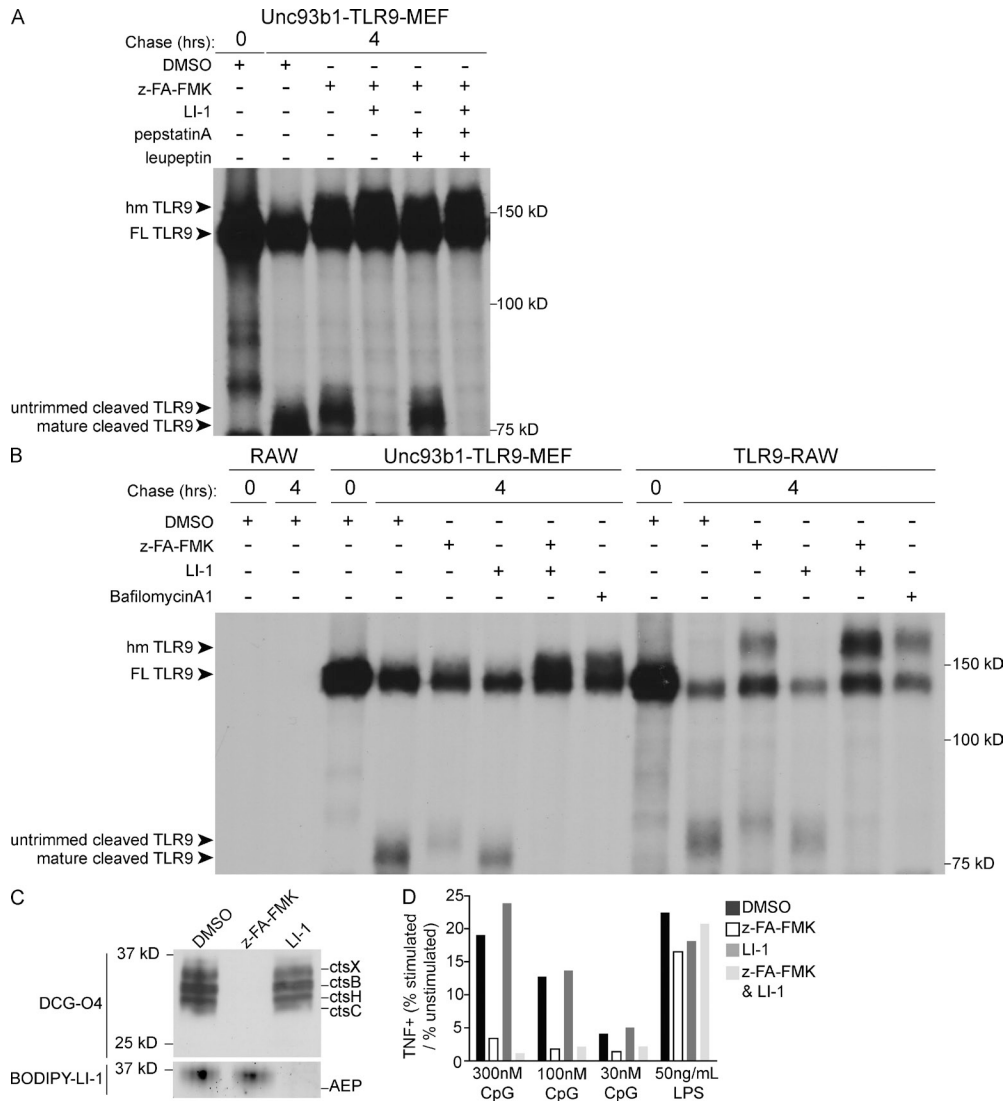 A
Unc93b1-TLR9-MEF
Chase (hrs): 0 4
DMSO + + - - - -
z-FA-FMK - - + + + +
LI-1 - - - + - +
pepstatinA - - - - + +
leupeptin - - - - + +
hm TLR9
FL TLR9
untrimmed cleaved TLR9
mature cleaved TLR9
150 kD
100 kD
75 kD
B
RAW Unc93b1-TLR9-MEF TLR9-RAW
Chase (hrs): 0 4 0 4 0 4
DMSO + + + + - - - - + + - - - -
z-FA-FMK - - - - + - + - - - + - + -
LI-1 - - - - - + + - - - - + + -
BafilomycinA1 - - - - - - - + - - - - - +
hm TLR9
FL TLR9
untrimmed cleaved TLR9
mature cleaved TLR9
150 kD
100 kD
75 kD
C
DMSO z-FA-FMK LI-1
37 kD
DCG-O4
25 kD
ctsX
ctsB
ctsH
ctsC
37 kD
BODIPY-LI-1
AEP
D
TNF+ (% stimulated
/ % unstimulated)
25
20
15
10
5
0
300nM CpG
100nM CpG
30nM CpG
50ng/mL LPS
DMSO
z-FA-FMK
LI-1
z-FA-FMK
& LI-1